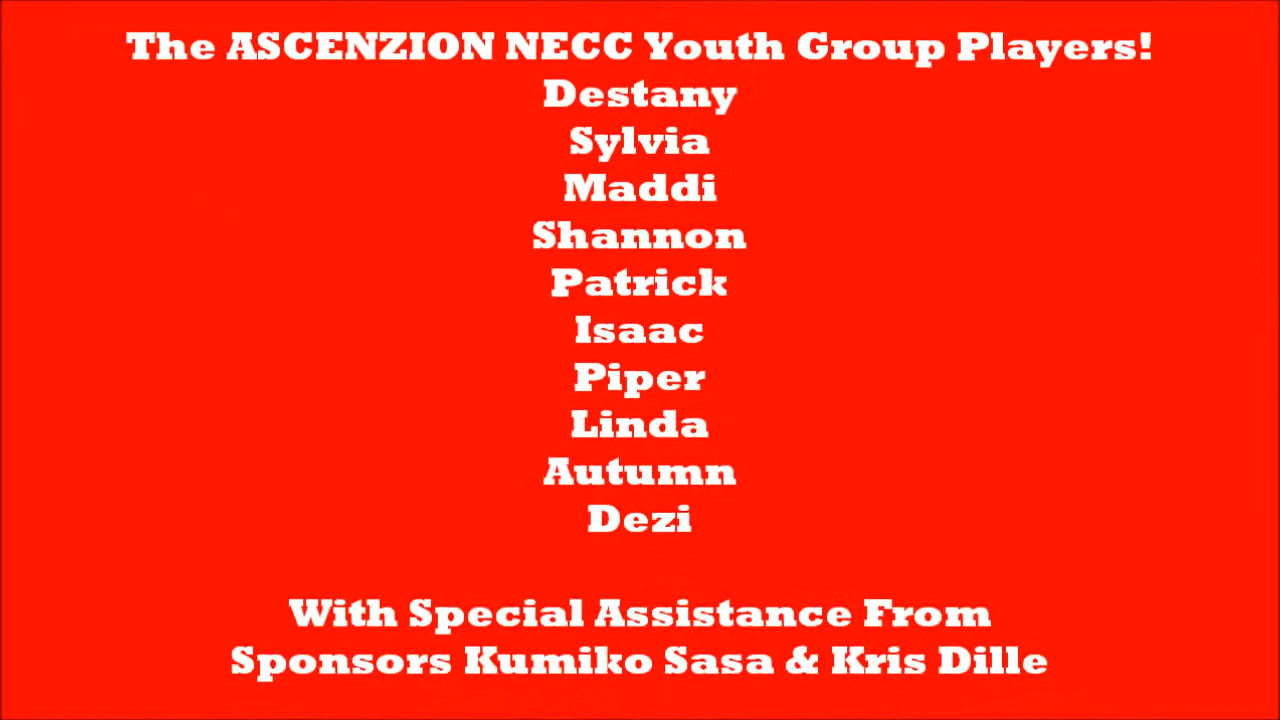 The ASCENZION NECC Youth Group Players!
Destany
Sylvia
Maddi
Shannon
Patrick
Isaac
Piper
Linda
Autumn
Dezi
With Special Assistance From
Sponsors Kumiko Sasa & Kris Dille